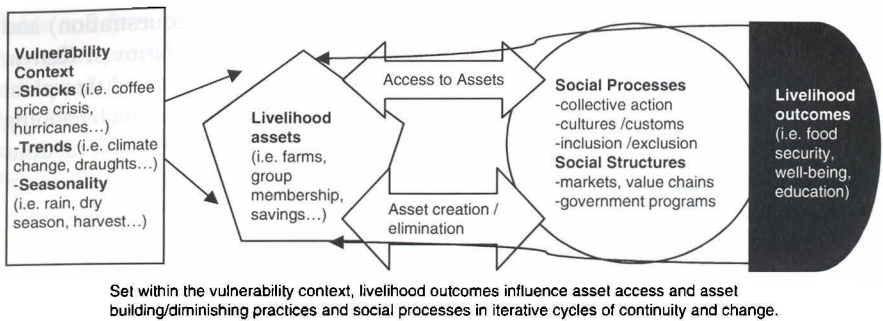 Vulnerability
Context
-Shocks (i.e. coffee
price crisis,
hurricanes…)
-Trends (i.e. climate
change, draughts…)
-Seasonality
(i.e. rain, dry
season, harvest…)
Livelihood
assets
(i.e. farms,
group
membership,
savings…)
Access to Assets
Asset creation /
elimination
Social Processes
-collective action
-cultures /customs
-inclusion /exclusion
Social Structures
-markets, value chains
-government programs
Livelihood
outcomes
(i.e. food
security,
well-being,
education)
Set within the vulnerability context, livelihood outcomes influence asset access and asset
building/diminishing practices and social processes in iterative cycles of continuity and change.